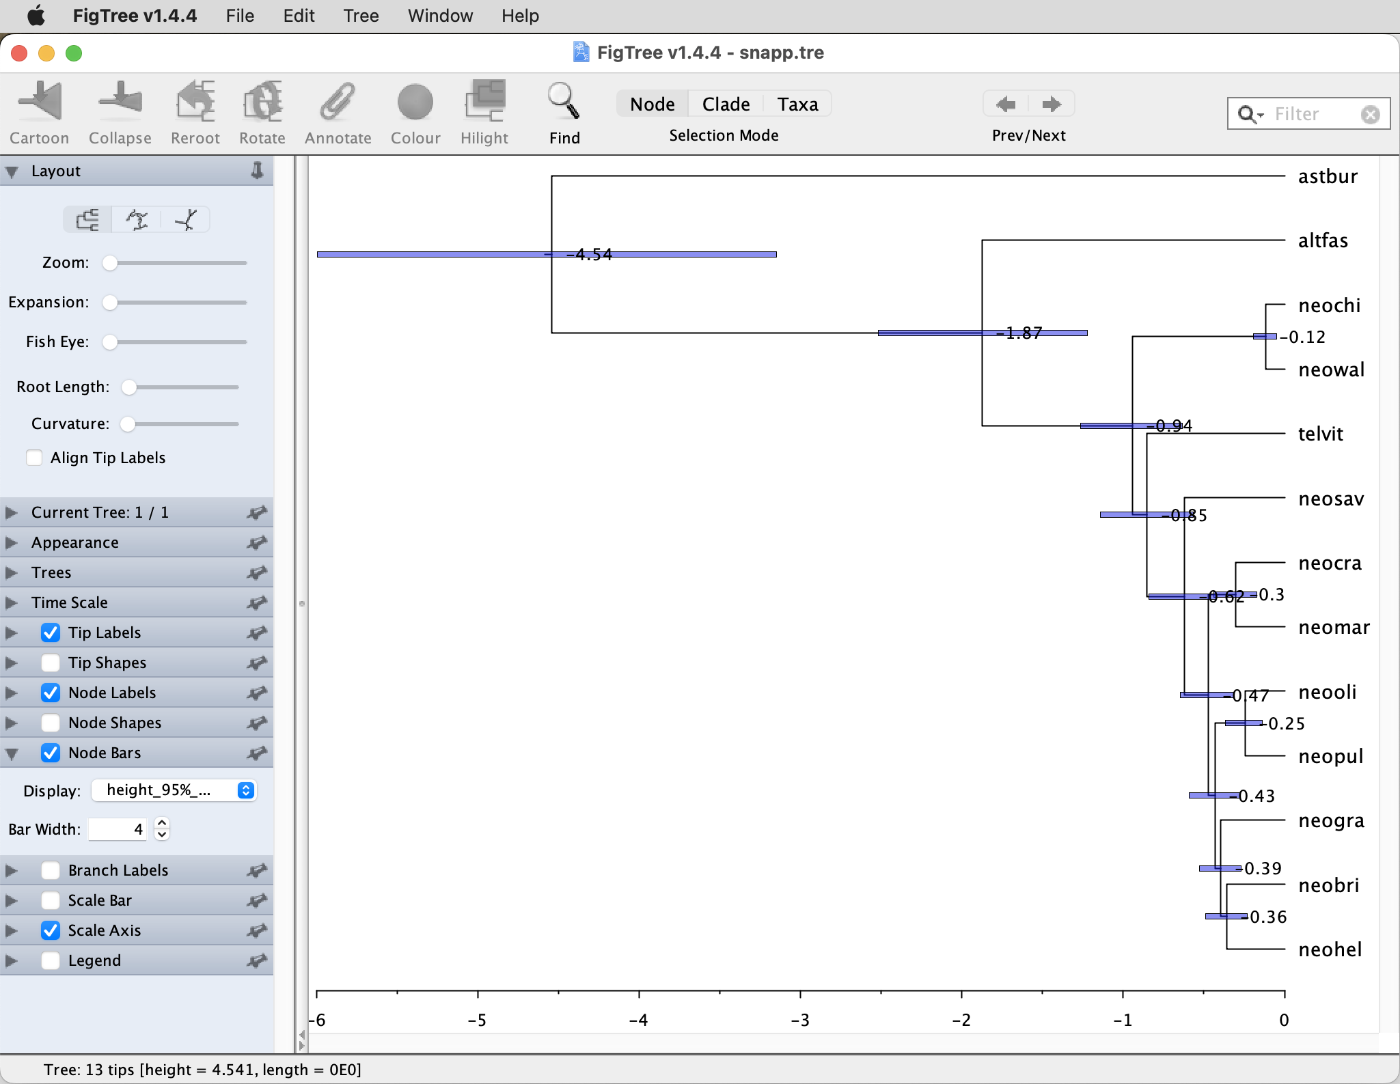 FigTree v1.4.4 File Edit Tree Window Help
FigTree v1.4.4 - snapp.tre
Cartoon Collapse Reroot Rotate Annotate Colour Hilight Find
Node Clade Taxa
Selection Mode
Prev/Next
Filter
Layout
Zoom:
Expansion:
Fish Eye:
Root Length:
Curvature:
Align Tip Labels
Current Tree: 1 / 1
Appearance
Trees
Time Scale
Tip Labels
Tip Shapes
Node Labels
Node Shapes
Node Bars
Display: height_95%_...
Bar Width: 4
Branch Labels
Scale Bar
Scale Axis
Legend
astbur
altfas
neochi
neowal
telvit
neosav
neocra
neomar
neooli
neopul
neogra
neobri
neohel
-4.54
-1.87
-0.12
-0.94
-0.85
-0.62
-0.3
-0.47
-0.25
-0.43
-0.39
-0.36
-6 -5 -4 -3 -2 -1 0
Tree: 13 tips [height = 4.541, length = 0E0]